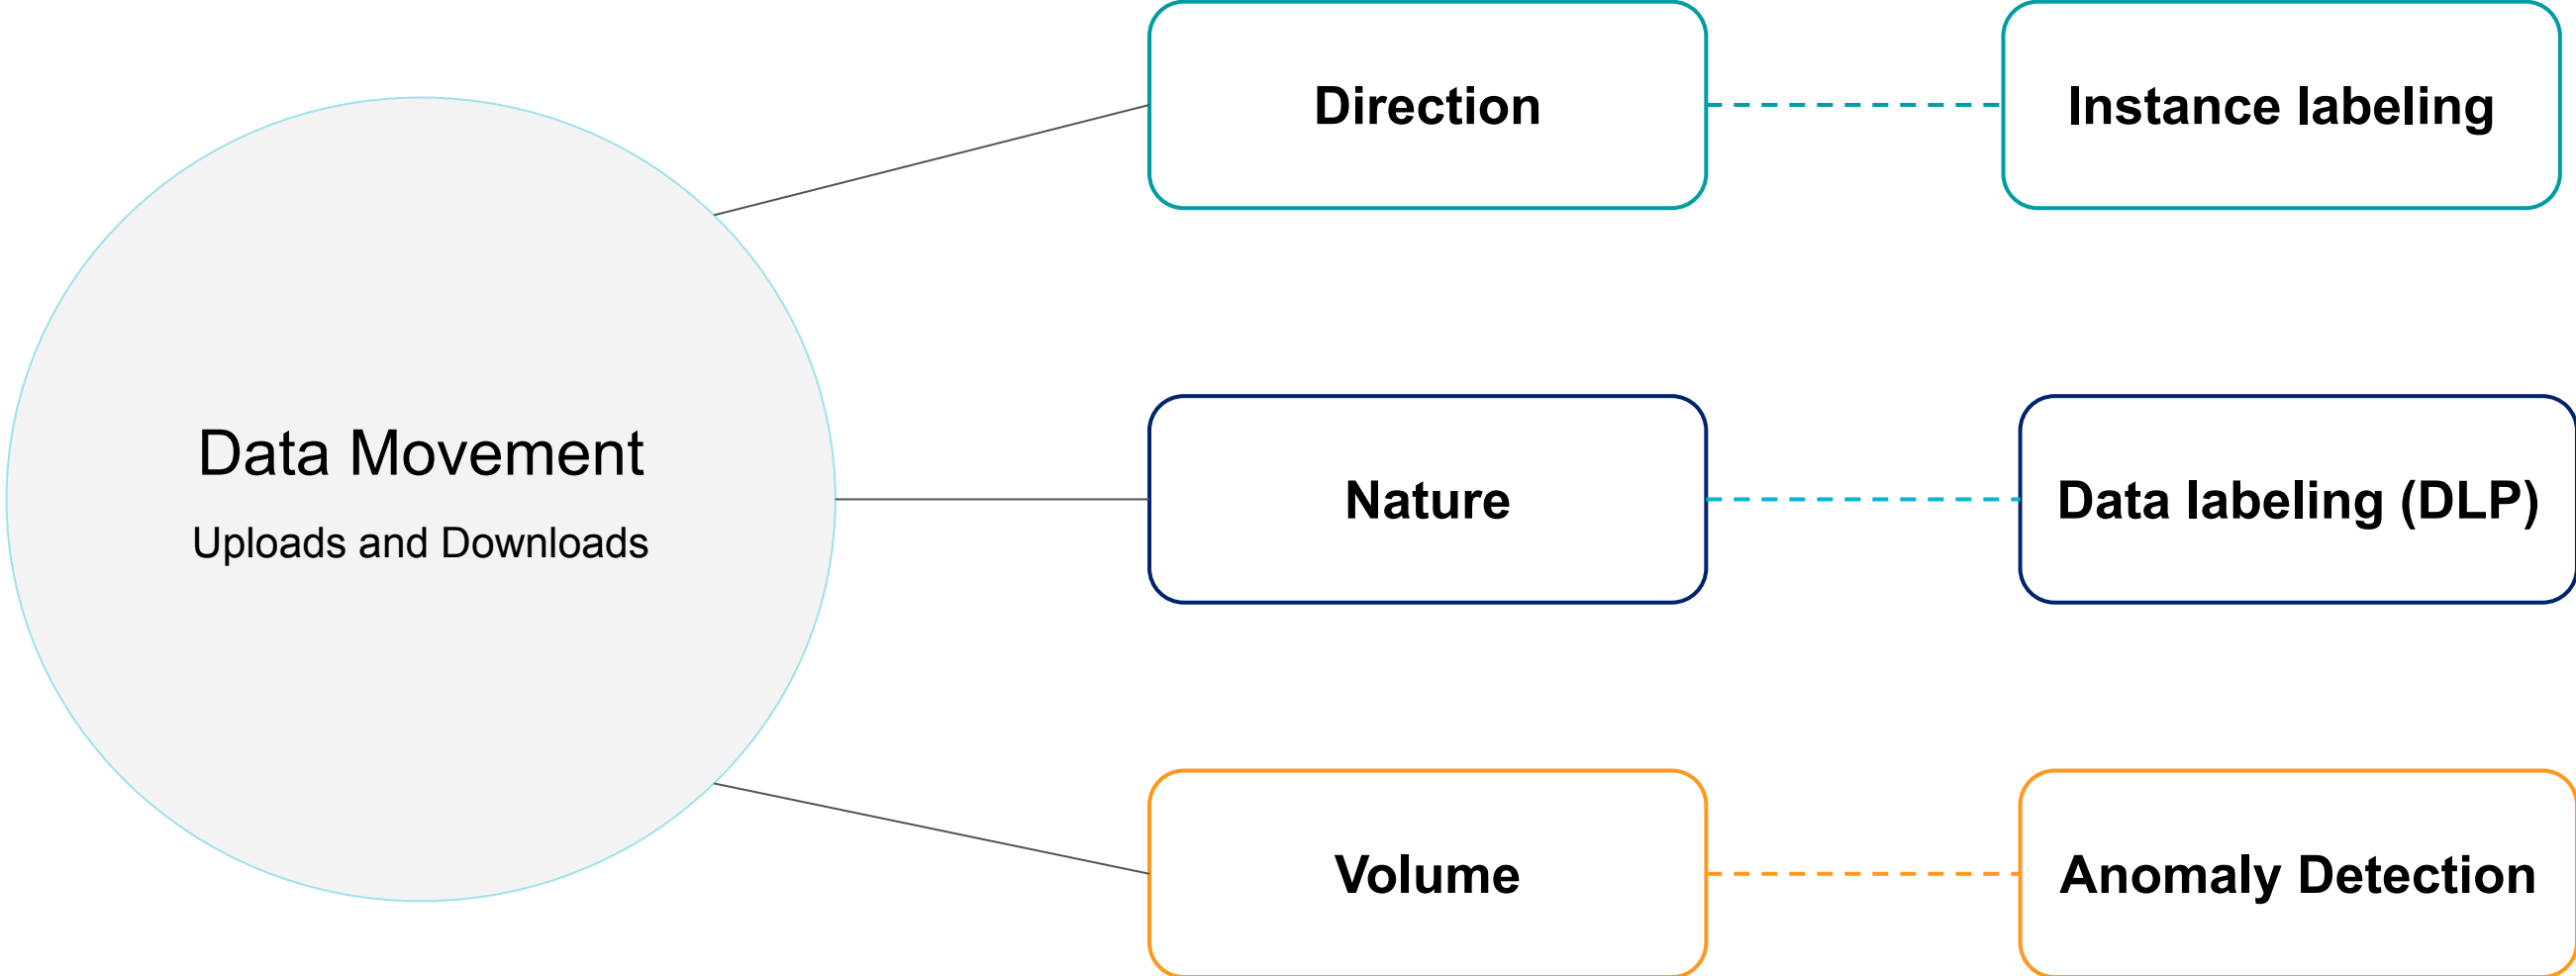 Direction
Instance labeling
Data Movement
Uploads and Downloads
Nature
Data labeling (DLP)
Volume
Anomaly Detection